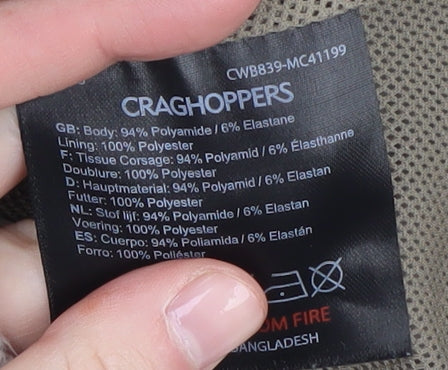 CWB839-MC41199
CRAGHOPPERS
GB: Body: 94% Polyamide / 6% Elastane
Lining: 100% Polyester
F: Tissue Corsage: 94% Polyamid / 6% Élasthanne
Doublure: 100% Polyester
D: Hauptmaterial: 94% Polyamid / 6% Elastan
Futter: 100% Polyester
NL: Stof lijf: 94% Polyamide / 6% Elastan
Voering: 100% Polyester
ES: Cuerpo: 94% Poliamida / 6% Elastán
Forro: 100% Poliéster
FIRE
BANGLADESH